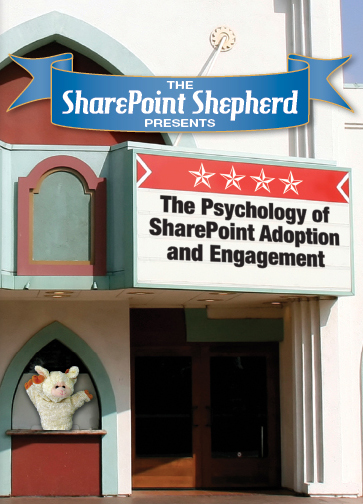 THE
SharePoint Shepherd
PRESENTS
The Psychology of
SharePoint Adoption
and Engagement